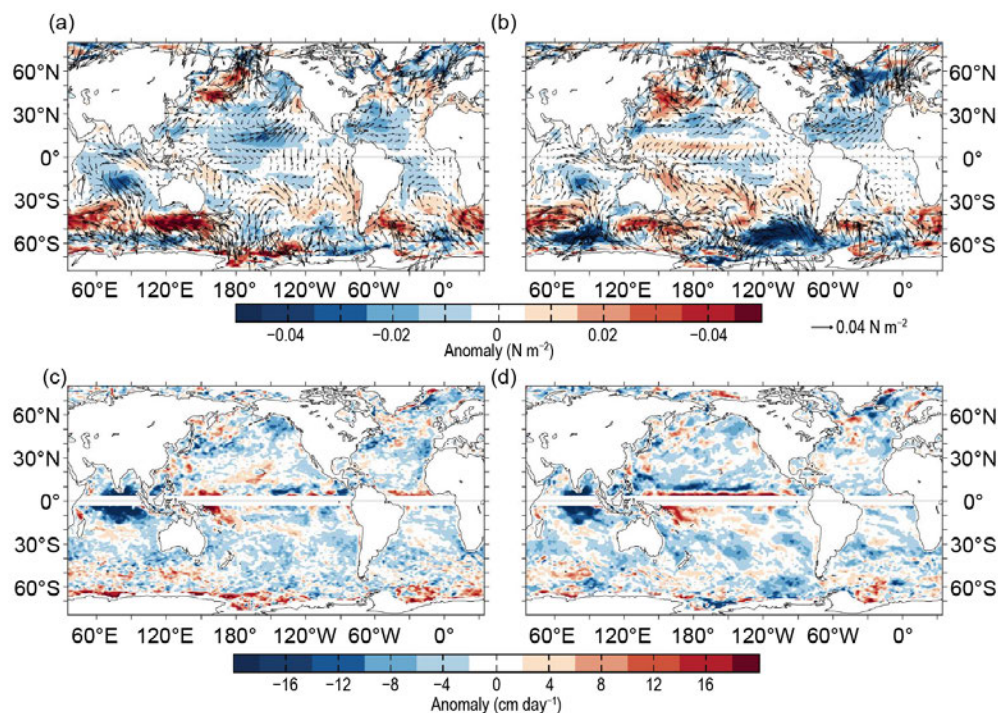 (a)
(b)
60°N
30°N
0°
30°S
60°S
60°N
30°N
0°
30°S
60°S
60°E 120°E 180° 120°W 60°W 0°
60°E 120°E 180° 120°W 60°W 0°
−0.04 −0.02 0 0.02 −0.04
Anomaly (N m⁻²)
0.04 N m⁻²
(c)
(d)
60°N
30°N
0°
30°S
60°S
60°N
30°N
0°
30°S
60°S
60°E 120°E 180° 120°W 60°W 0°
60°E 120°E 180° 120°W 60°W 0°
−16 −12 −8 −4 0 4 8 12 16
Anomaly (cm day⁻¹)